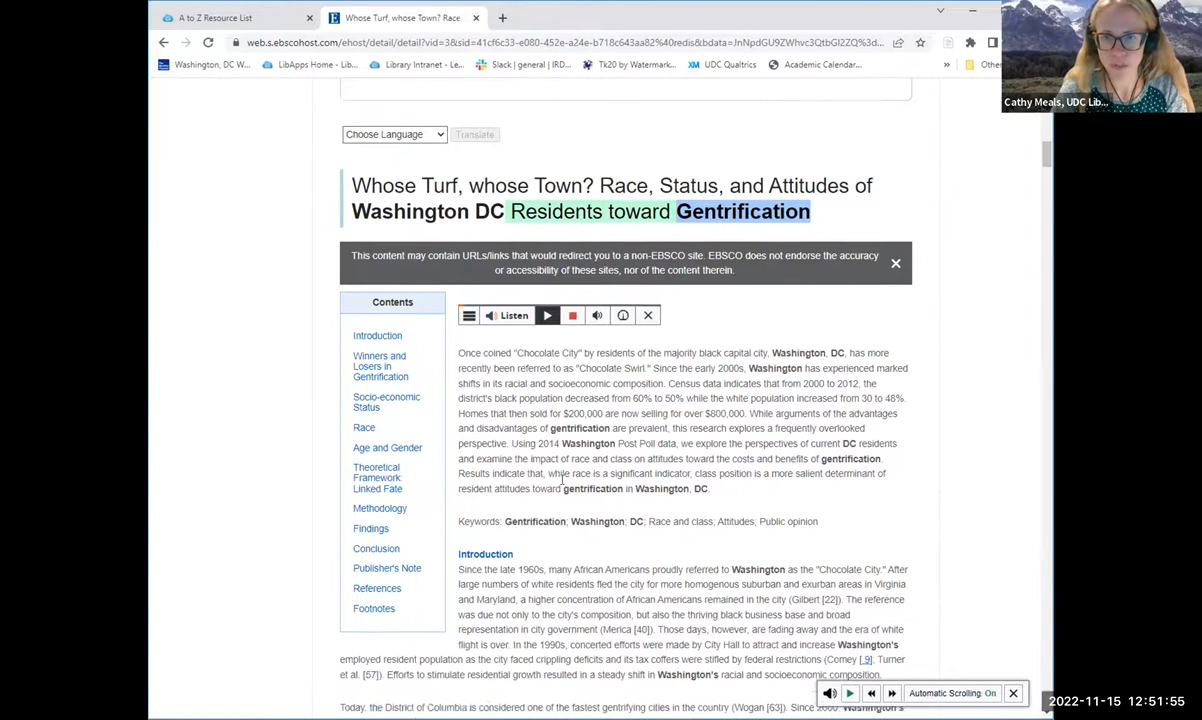 A to Z Resource List
Whose Turf, whose Town? Race
web.s.ebscohost.com/ehost/detail/detail?vid=3&sid=41cf6c33-e080-452e-a24e-b718c643aa82%40redis&bdata=JnNpdGU9ZWhvc3QtbGl2ZQ%3d...
Washington, DC W...
LibApps Home - Lib...
Library Intranet - Le...
Slack | general | IRD...
Tk20 by Watermark...
XM UDC Qualtrics
Academic Calendar...
»
Other
Cathy Meals, UDC Lib...
Choose Language
Translate
Whose Turf, whose Town? Race, Status, and Attitudes of
Washington DC Residents toward Gentrification
This content may contain URLs/links that would redirect you to a non-EBSCO site. EBSCO does not endorse the accuracy
or accessibility of these sites, nor of the content therein.
Contents
Introduction
Winners and
Losers in
Gentrification
Socio-economic
Status
Race
Age and Gender
Theoretical
Framework:
Linked Fate
Methodology
Findings
Conclusion
Publisher's Note
References
Footnotes
Listen
Once coined "Chocolate City" by residents of the majority black capital city, Washington, DC, has more
recently been referred to as "Chocolate Swirl." Since the early 2000s, Washington has experienced marked
shifts in its racial and socioeconomic composition. Census data indicates that from 2000 to 2012, the
district's black population decreased from 60% to 50% while the white population increased from 30 to 48%.
Homes that then sold for $200,000 are now selling for over $800,000. While arguments of the advantages
and disadvantages of gentrification are prevalent, this research explores a frequently overlooked
perspective. Using 2014 Washington Post Poll data, we explore the perspectives of current DC residents
and examine the impact of race and class on attitudes toward the costs and benefits of gentrification.
Results indicate that, while race is a significant indicator, class position is a more salient determinant of
resident attitudes toward gentrification in Washington, DC.
Keywords: Gentrification; Washington; DC; Race and class; Attitudes; Public opinion
Introduction
Since the late 1960s, many African Americans proudly referred to Washington as the "Chocolate City." After
large numbers of white residents fled the city for more homogenous suburban and exurban areas in Virginia
and Maryland, a higher concentration of African Americans remained in the city (Gilbert [22]). The reference
was due not only to the city's composition, but also the thriving black business base and broad
representation in city government (Merica [40]). Those days, however, are fading away and the era of white
flight is over. In the 1990s, concerted efforts were made by City Hall to attract and increase Washington's
employed resident population as the city faced crippling deficits and its tax coffers were stifled by federal restrictions (Comey [ 9], Turner
et al. [57]). Efforts to stimulate residential growth resulted in a steady shift in Washington's racial and socioeconomic composition.
Today, the District of Columbia is considered one of the fastest gentrifying cities in the country (Wogan [63]). Since 2000, Washington's
Automatic Scrolling: On
2022-11-15 12:51:55